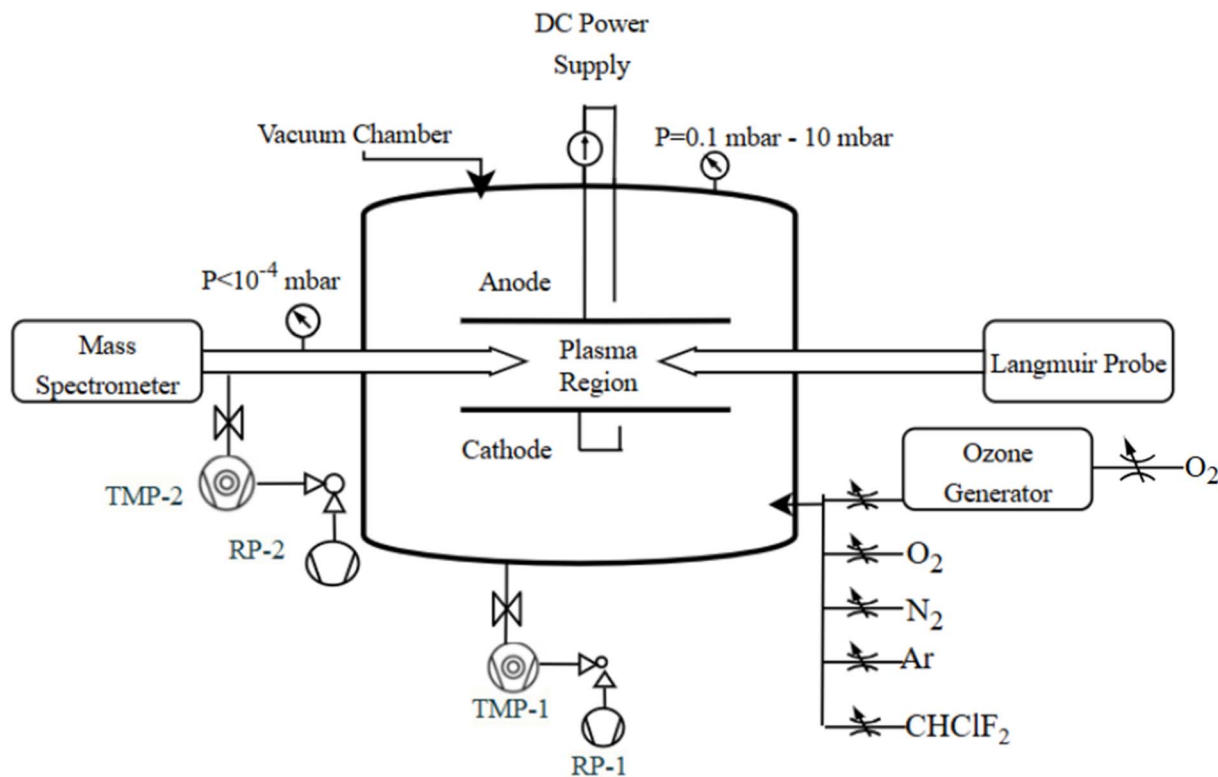 DC Power
Supply
Vacuum Chamber
P=0.1 mbar - 10 mbar
P<10⁻⁴ mbar
Anode
Mass
Spectrometer
Plasma
Region
Langmuir Probe
Cathode
Ozone
Generator
O₂
TMP-2
RP-2
O₂
N₂
Ar
TMP-1
CHClF₂
RP-1